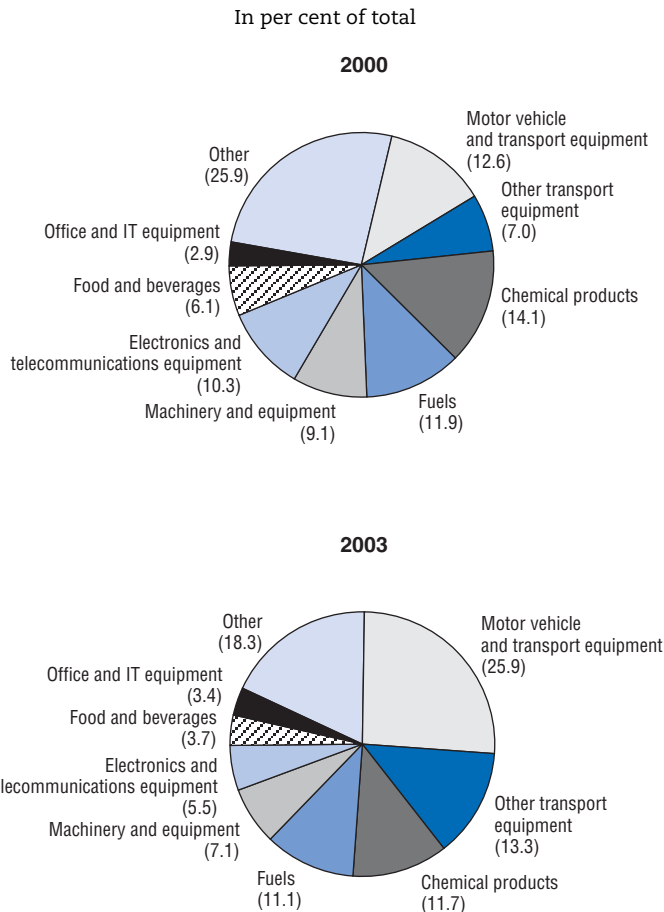 In per cent of total
2000
Motor vehicle
and transport equipment
(12.6)
Other transport
equipment
(7.0)
Chemical products
(14.1)
Fuels
(11.9)
Machinery and equipment
(9.1)
Electronics and
telecommunications equipment
(10.3)
Food and beverages
(6.1)
Office and IT equipment
(2.9)
Other
(25.9)
2003
Motor vehicle
and transport equipment
(25.9)
Other transport
equipment
(13.3)
Chemical products
(11.7)
Fuels
(11.1)
Machinery and equipment
(7.1)
Electronics and
lecommunications equipment
(5.5)
Food and beverages
(3.7)
Office and IT equipment
(3.4)
Other
(18.3)